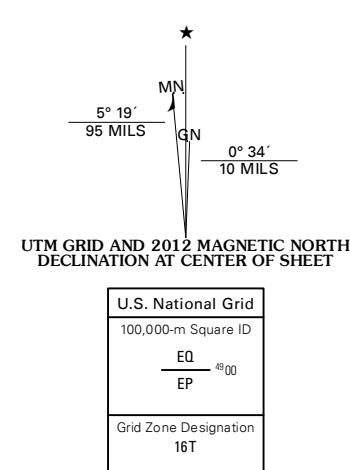 MN
5° 19´
95 MILS
GN
0° 34´
10 MILS
UTM GRID AND 2012 MAGNETIC NORTH
DECLINATION AT CENTER OF SHEET
U.S. National Grid
100,000-m Square ID
EQ
4900
EP
Grid Zone Designation
16T